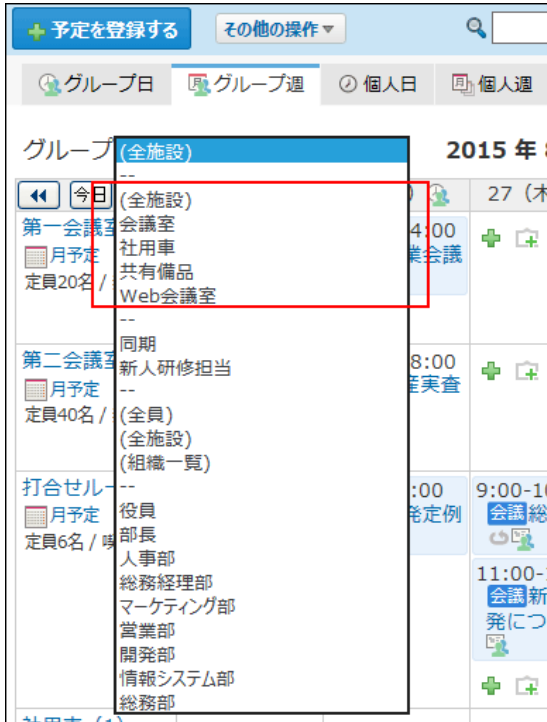 予定を登録する
その他の操作
グループ日
グループ週
個人日
個人週
グループ
2015 年
今日
27（木
(全施設)
--
(全施設)
会議室
社用車
共有備品
Web会議室
--
同期
新人研修担当
--
(全員)
(全施設)
(組織一覧)
--
役員
部長
人事部
総務経理部
マーケティング部
営業部
開発部
情報システム部
総務部
第一会議室
月予定
定員20名 /
4:00
業会議
第二会議室
月予定
定員40名 /
8:00
産実査
打合せルー
月予定
定員6名 / 喫
:00
発定例
9:00-10
会議 総
11:00-
会議 新
発につ
社用車（1）